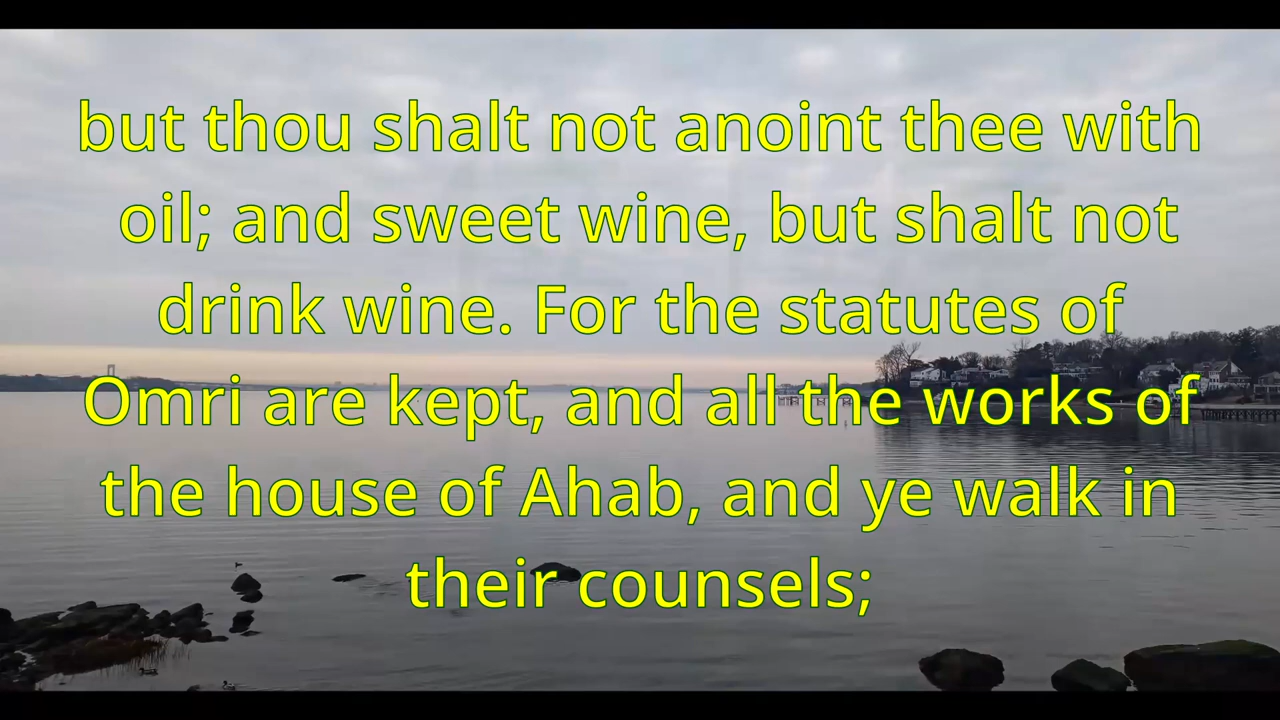 but thou shalt not anoint thee with
oil; and sweet wine, but shalt not
drink wine. For the statutes of
Omri are kept, and all the works of
the house of Ahab, and ye walk in
their counsels;